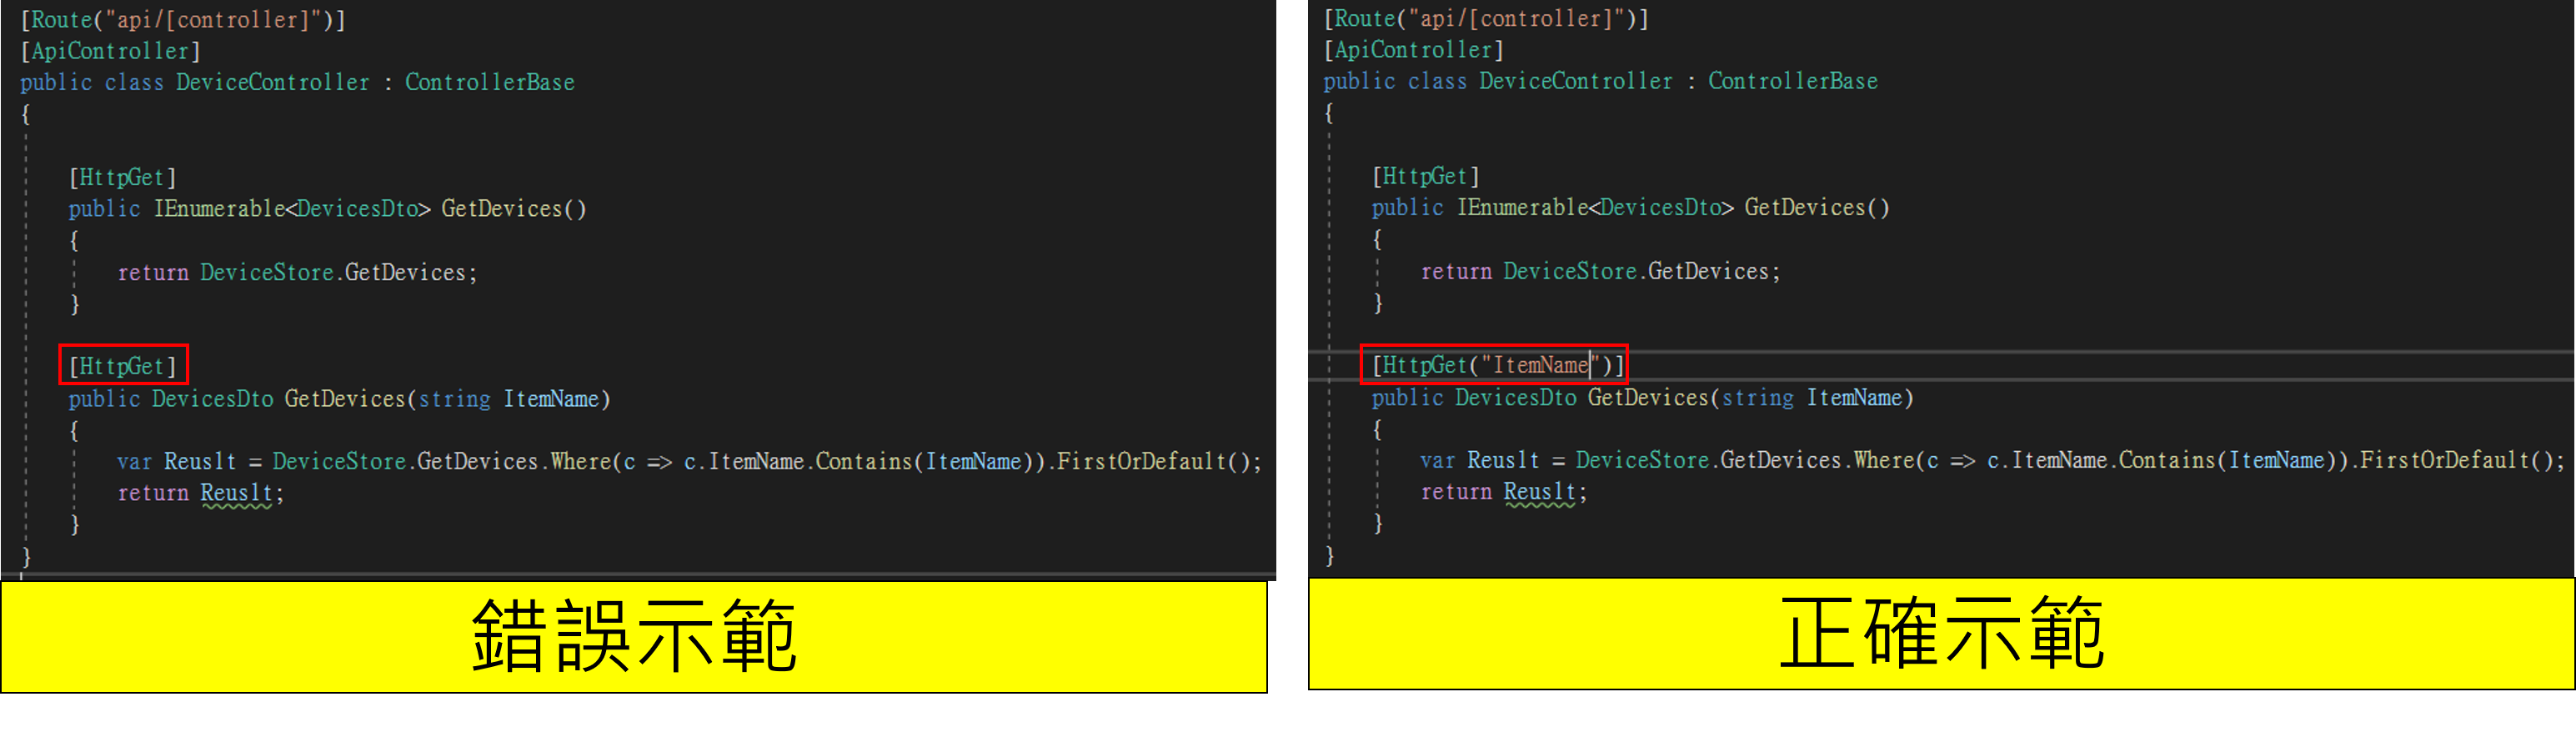 [Route("api/[controller]")]
[ApiController]
public class DeviceController : ControllerBase
{
[HttpGet]
public IEnumerable<DevicesDto> GetDevices()
{
return DeviceStore.GetDevices;
}
[HttpGet]
public DevicesDto GetDevices(string ItemName)
{
var Reuslt = DeviceStore.GetDevices.Where(c => c.ItemName.Contains(ItemName)).FirstOrDefault();
return Reuslt;
}
}
錯誤示範
[Route("api/[controller]")]
[ApiController]
public class DeviceController : ControllerBase
{
[HttpGet]
public IEnumerable<DevicesDto> GetDevices()
{
return DeviceStore.GetDevices;
}
[HttpGet("ItemName")]
public DevicesDto GetDevices(string ItemName)
{
var Reuslt = DeviceStore.GetDevices.Where(c => c.ItemName.Contains(ItemName)).FirstOrDefault();
return Reuslt;
}
}
正確示範